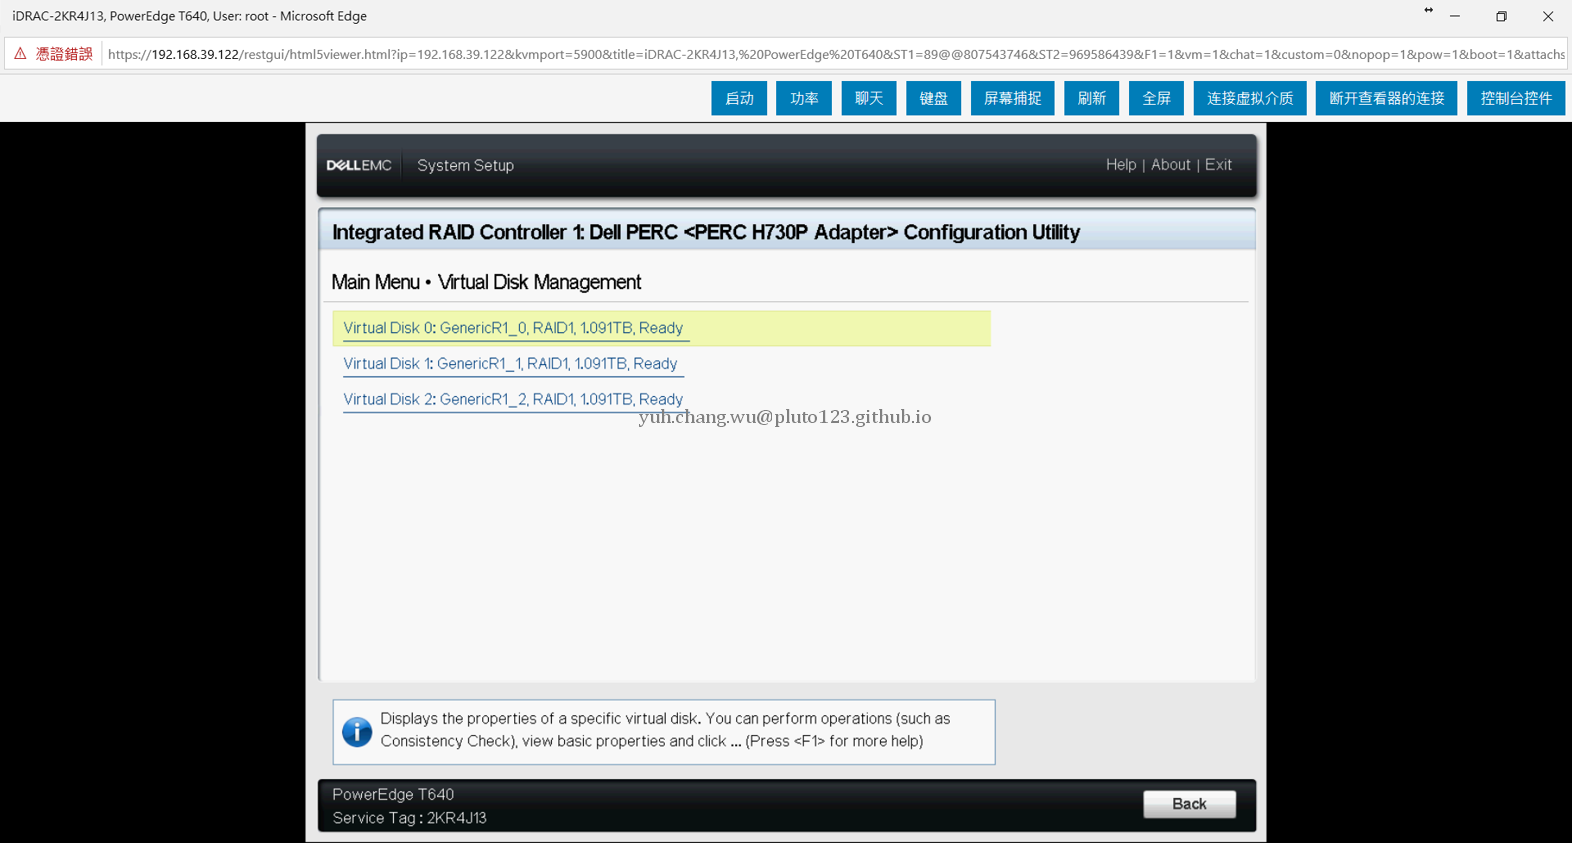 iDRAC-2KR4J13, PowerEdge T640, User: root - Microsoft Edge
憑證錯誤 https://192.168.39.122/restgui/html5viewer.html?ip=192.168.39.122&kvmport=5900&title=iDRAC-2KR4J13,%20PowerEdge%20T640&ST1=89@@807543746&ST2=969586439&F1=1&vm=1&chat=1&custom=0&nopop=1&pow=1&boot=1&attachs
启动 功率 聊天 键盘 屏幕捕捉 刷新 全屏 连接虚拟介质 断开查看器的连接 控制台控件
DELLEMC System Setup Help | About | Exit
Integrated RAID Controller 1: Dell PERC <PERC H730P Adapter> Configuration Utility
Main Menu • Virtual Disk Management
Virtual Disk 0: GenericR1_0, RAID1, 1.091TB, Ready
Virtual Disk 1: GenericR1_1, RAID1, 1.091TB, Ready
Virtual Disk 2: GenericR1_2, RAID1, 1.091TB, Ready
yuh.chang.wu@pluto123.github.io
Displays the properties of a specific virtual disk. You can perform operations (such as
Consistency Check), view basic properties and click ... (Press <F1> for more help)
PowerEdge T640
Service Tag : 2KR4J13
Back